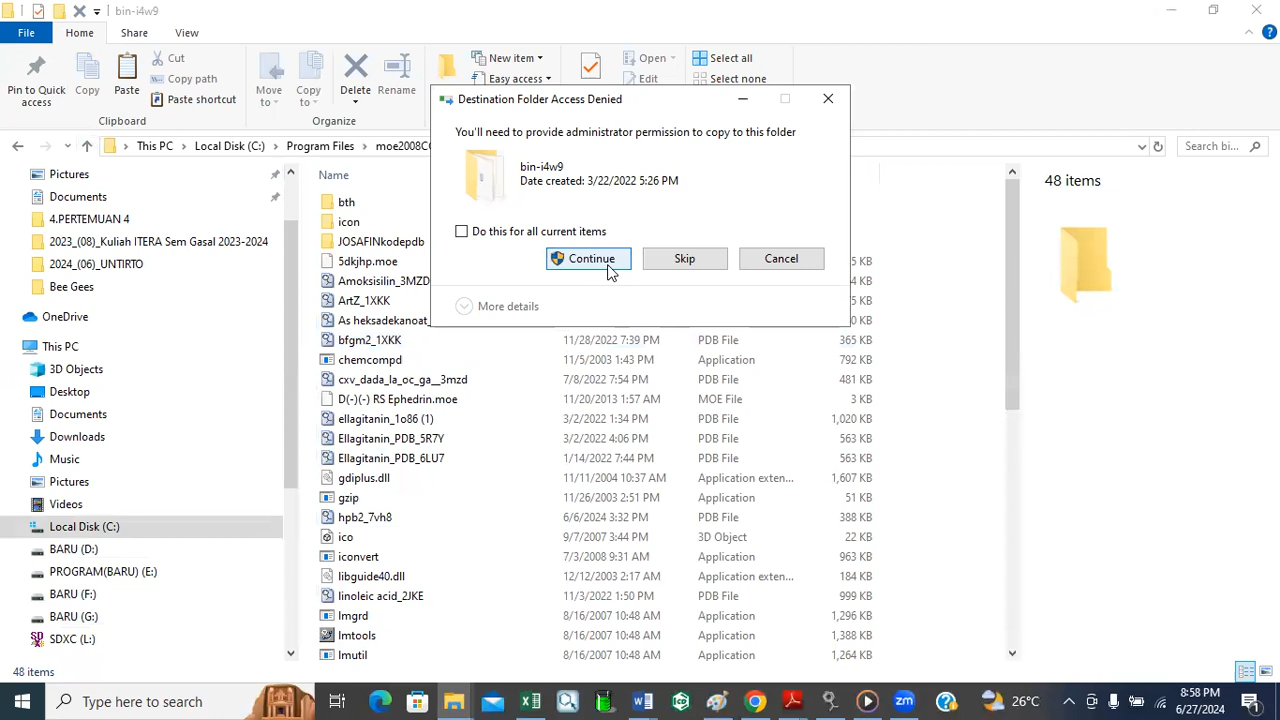 bin-i4w9
File Home Share View
Pin to Quick access
Copy
Paste
Cut
Copy path
Paste shortcut
Clipboard
Move to
Copy to
Delete
Rename
Organize
New item
Easy access
Open
Edit
Select all
Select none
This PC > Local Disk (C:) > Program Files >
Search bi...
Destination Folder Access Denied
You'll need to provide administrator permission to copy to this folder
bin-i4w9
Date created: 3/22/2022 5:26 PM
Do this for all current items
Continue Skip Cancel
More details
Pictures
Documents
4.PERTEMUAN 4
2023_(08)_Kuliah ITERA Sem Gasal 2023-2024
2024_(06)_UNTIRTO
Bee Gees
OneDrive
This PC
3D Objects
Desktop
Documents
Downloads
Music
Pictures
Videos
Local Disk (C:)
BARU (D:)
PROGRAM(BARU) (E:)
BARU (F:)
BARU (G:)
SDXC (L:)
Name
bth
icon
JOSAFINkodepdb
5dkjhp.moe
Amoksisilin_3MZD
ArtZ_1XKK
As heksadekanoat_
bfgm2_1XKK 11/28/2022 7:39 PM PDB File 365 KB
chemcompd 11/5/2003 1:43 PM Application 792 KB
cxv_dada_la_oc_ga__3mzd 7/8/2022 7:54 PM PDB File 481 KB
D(-)(-) RS Ephedrin.moe 11/20/2013 1:57 AM MOE File 3 KB
ellagitanin_1o86 (1) 3/2/2022 1:34 PM PDB File 1,020 KB
Ellagitanin_PDB_5R7Y 3/2/2022 4:06 PM PDB File 563 KB
Ellagitanin_PDB_6LU7 1/14/2022 7:44 PM PDB File 563 KB
gdiplus.dll 11/11/2004 10:37 AM Application exten... 1,607 KB
gzip 11/26/2003 2:51 PM Application 51 KB
hpb2_7vh8 6/6/2024 3:32 PM PDB File 388 KB
ico 9/7/2007 3:44 PM 3D Object 22 KB
iconvert 7/3/2008 9:31 AM Application 963 KB
libguide40.dll 12/12/2003 2:17 AM Application exten... 184 KB
linoleic acid_2JKE 11/3/2022 1:50 PM PDB File 999 KB
lmgrd 8/16/2007 10:48 AM Application 1,296 KB
lmtools 8/16/2007 10:48 AM Application 1,388 KB
lmutil 8/16/2007 10:48 AM Application 1,264 KB
48 items
48 items
Type here to search
26°C
8:58 PM
6/27/2024